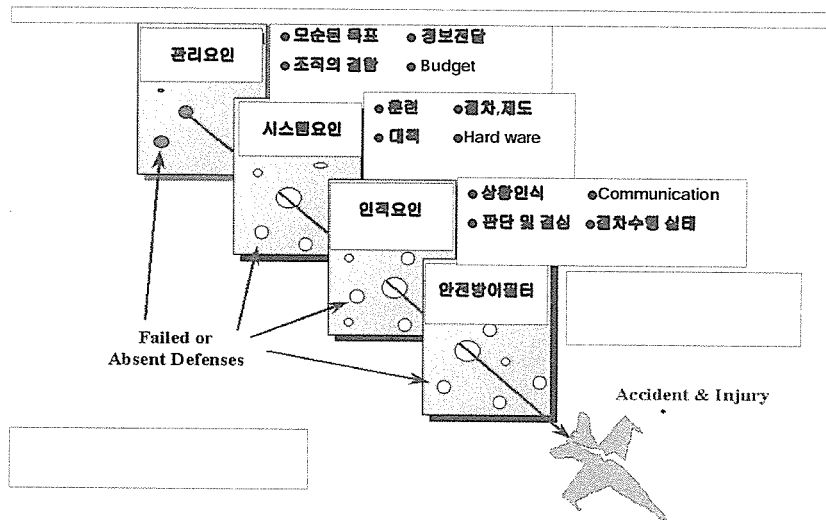 관리요인
● 모순된 목표 ● 정보전달
● 조직의 결함 ● Budget
시스템요인
● 훈련 ● 절차,제도
● 대책 ● Hard ware
인적요인
● 상황인식 ● Communication
● 판단 및 결심 ● 절차수행 실태
안전방어필터
Failed or
Absent Defenses
Accident & Injury